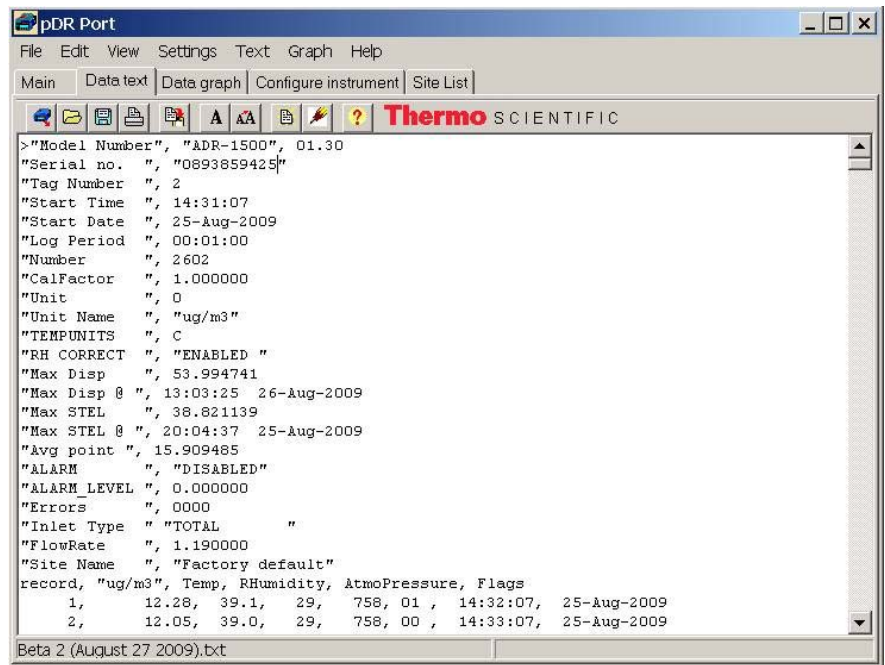 pDR Port
File Edit View Settings Text Graph Help
Main Data text Data graph Configure instrument Site List
A AA ? Thermo SCIENTIFIC
>"Model Number", "ADR-1500", 01.30
"Serial no.  ", "0893859425"
"Tag Number  ", 2
"Start Time  ", 14:31:07
"Start Date  ", 25-Aug-2009
"Log Period  ", 00:01:00
"Number      ", 2602
"CalFactor   ", 1.000000
"Unit        ", 0
"Unit Name   ", "ug/m3"
"TEMPUNITS   ", C
"RH CORRECT  ", "ENABLED "
"Max Disp    ", 53.994741
"Max Disp @ ", 13:03:25  26-Aug-2009
"Max STEL    ", 38.821139
"Max STEL @ ", 20:04:37  25-Aug-2009
"Avg point ", 15.909485
"ALARM       ", "DISABLED"
"ALARM_LEVEL ", 0.000000
"Errors      ", 0000
"Inlet Type  " "TOTAL       "
"FlowRate    ", 1.190000
"Site Name   ", "Factory default"
record, "ug/m3", Temp, RHumidity, AtmoPressure, Flags
1, 12.28, 39.1, 29, 758, 01 , 14:32:07, 25-Aug-2009
2, 12.05, 39.0, 29, 758, 00 , 14:33:07, 25-Aug-2009
Beta 2 (August 27 2009).txt